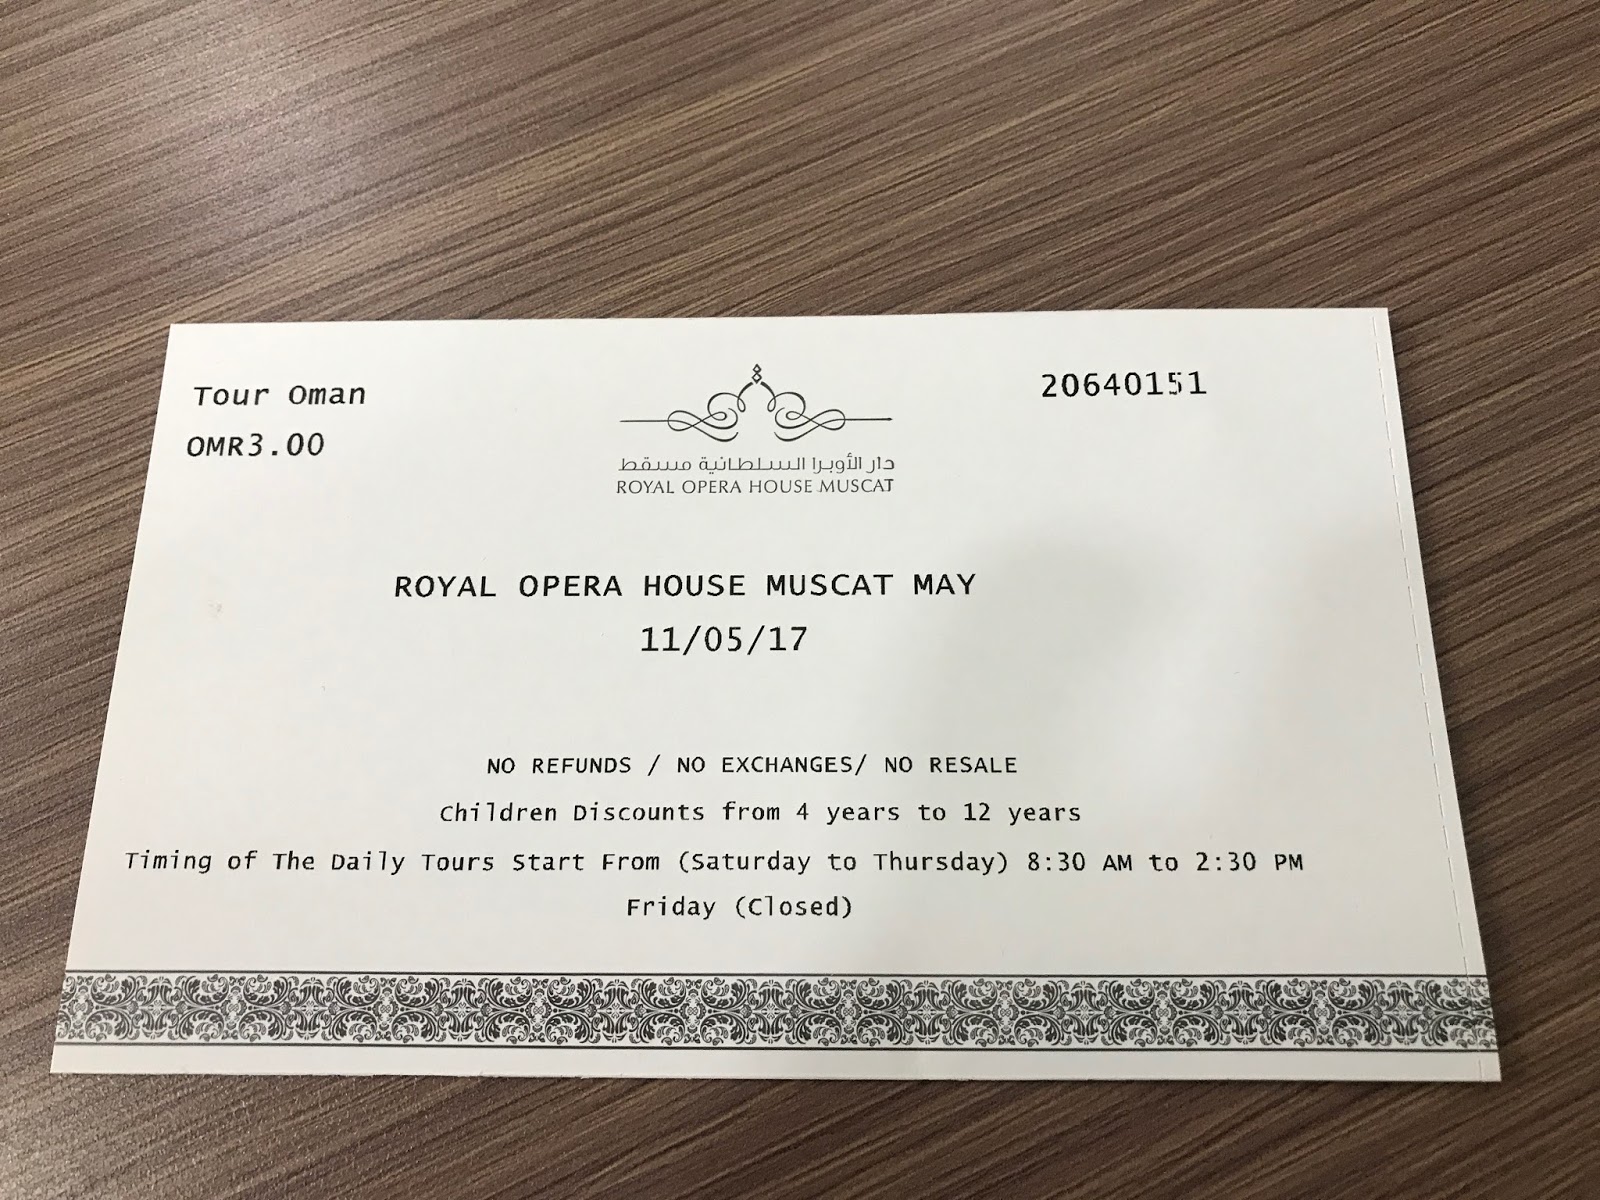 Tour Oman
OMR3.00
20640151
دار الأوبرا السلطانية مسقط
ROYAL OPERA HOUSE MUSCAT
ROYAL OPERA HOUSE MUSCAT MAY
11/05/17
NO REFUNDS / NO EXCHANGES/ NO RESALE
Children Discounts from 4 years to 12 years
Timing of The Daily Tours Start From (Saturday to Thursday) 8:30 AM to 2:30 PM
Friday (Closed)